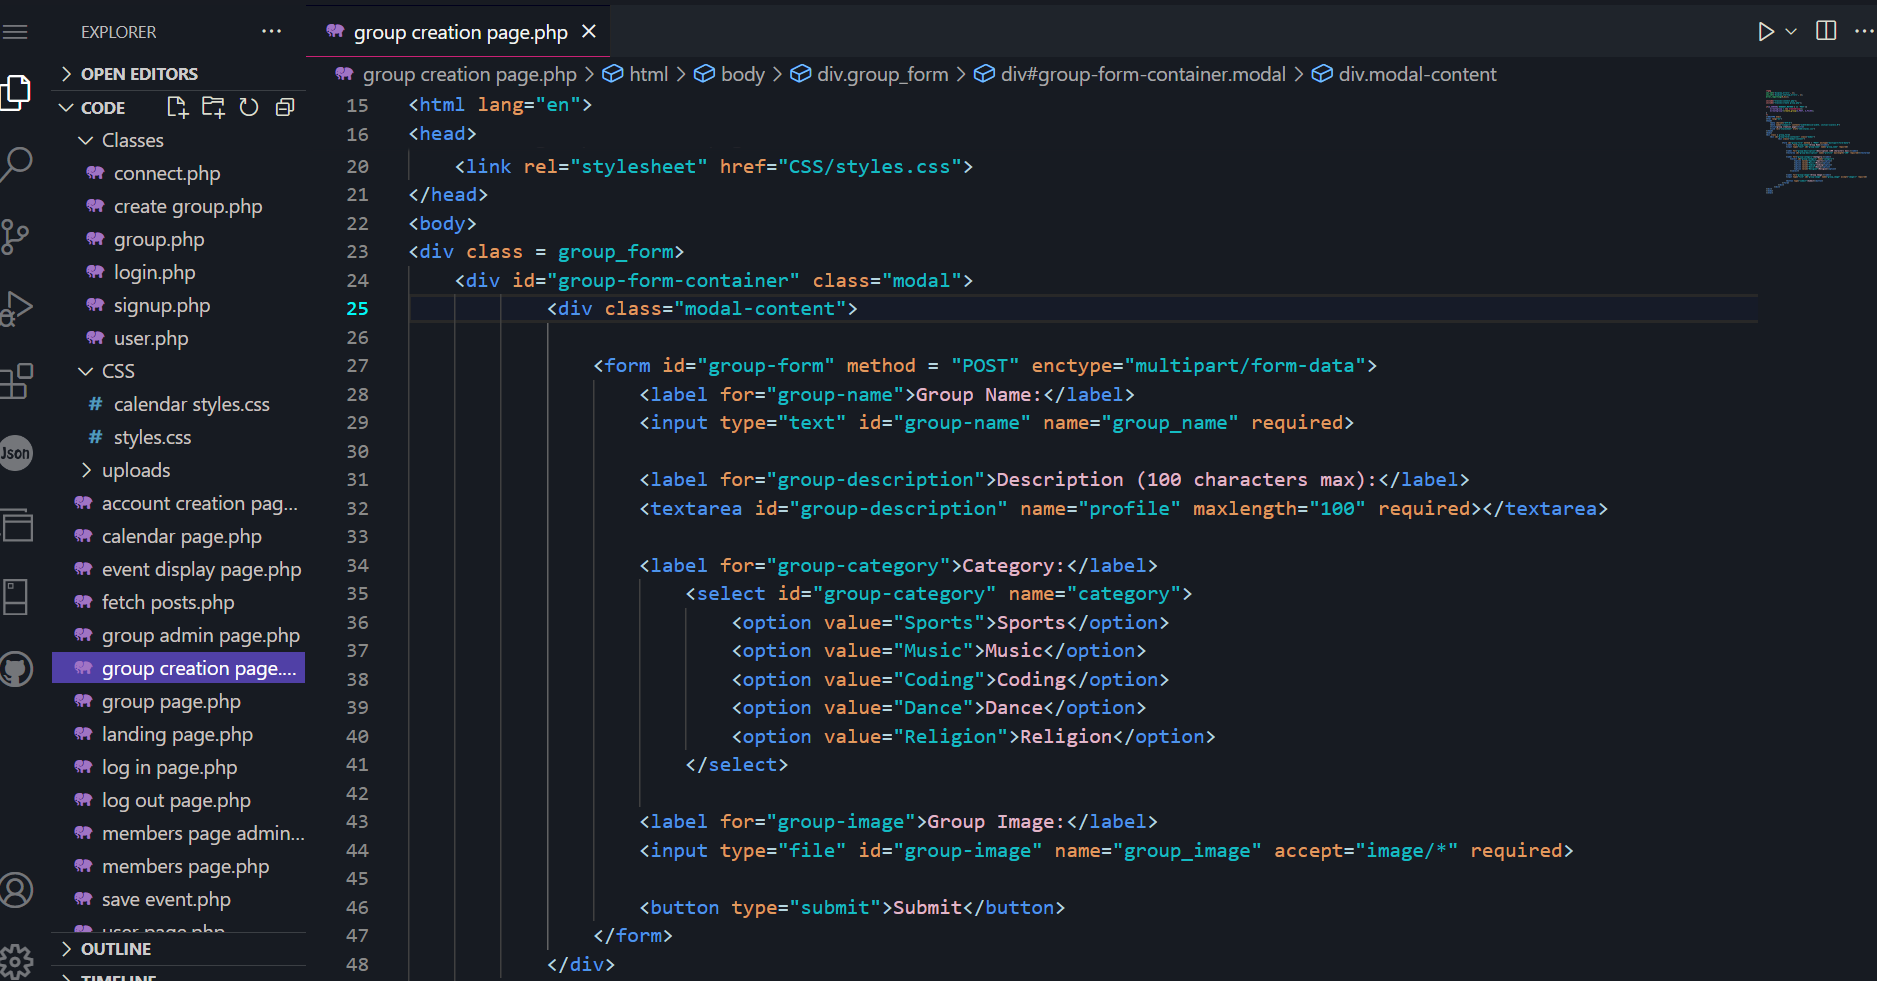 EXPLORER
OPEN EDITORS
CODE
Classes
connect.php
create group.php
group.php
login.php
signup.php
user.php
CSS
# calendar styles.css
# styles.css
uploads
account creation pag...
calendar page.php
event display page.php
fetch posts.php
group admin page.php
group creation page....
group page.php
landing page.php
log in page.php
log out page.php
members page admin...
members page.php
save event.php
user page.php
OUTLINE
TIMELINE
Json
group creation page.php
group creation page.php > html > body > div.group_form > div#group-form-container.modal > div.modal-content
15 <html lang="en">
16 <head>
20 <link rel="stylesheet" href="CSS/styles.css">
21 </head>
22 <body>
23 <div class = group_form>
24 <div id="group-form-container" class="modal">
25 <div class="modal-content">
26
27 <form id="group-form" method = "POST" enctype="multipart/form-data">
28 <label for="group-name">Group Name:</label>
29 <input type="text" id="group-name" name="group_name" required>
30
31 <label for="group-description">Description (100 characters max):</label>
32 <textarea id="group-description" name="profile" maxlength="100" required></textarea>
33
34 <label for="group-category">Category:</label>
35 <select id="group-category" name="category">
36 <option value="Sports">Sports</option>
37 <option value="Music">Music</option>
38 <option value="Coding">Coding</option>
39 <option value="Dance">Dance</option>
40 <option value="Religion">Religion</option>
41 </select>
42
43 <label for="group-image">Group Image:</label>
44 <input type="file" id="group-image" name="group_image" accept="image/*" required>
45
46 <button type="submit">Submit</button>
47 </form>
48 </div>